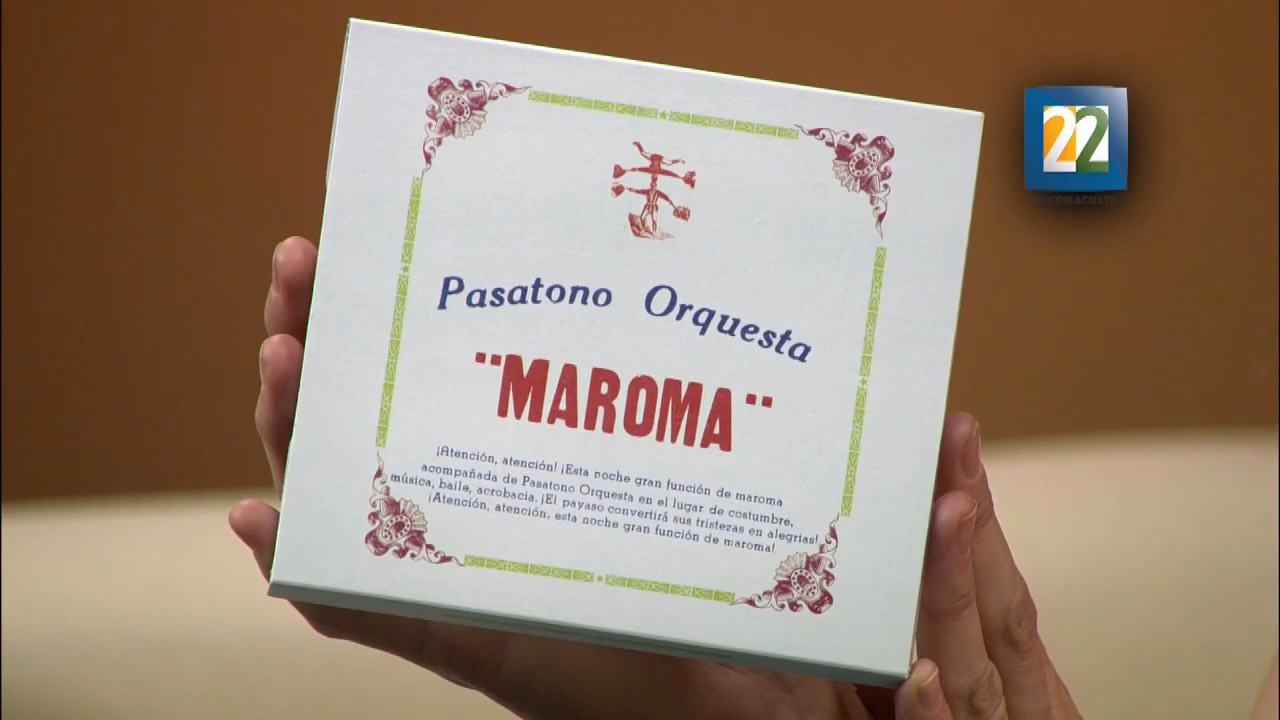 22
CONACULTA
Pasatono Orquesta
"MAROMA"
¡Atención, atención! ¡Esta noche gran función de maroma
acompañada de Pasatono Orquesta en el lugar de costumbre,
música, baile, acrobacia. ¡El payaso convertirá sus tristezas en alegrias!
¡Atención, atención, esta noche gran función de maroma!